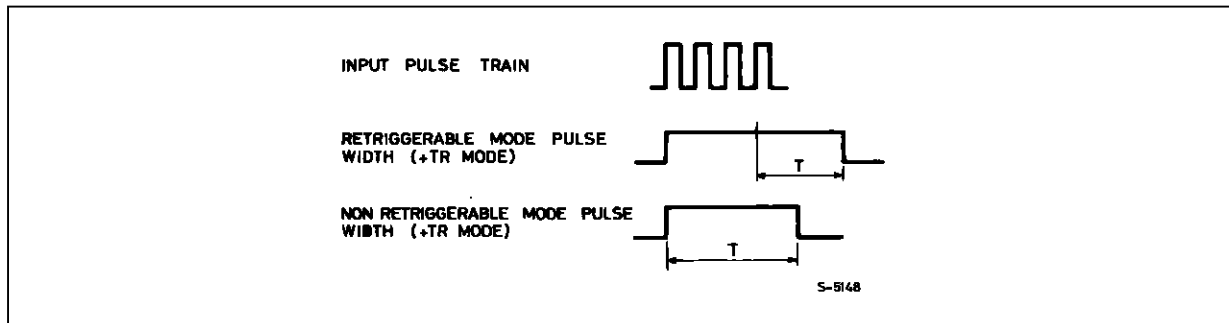 INPUT PULSE TRAIN
RETRIGGERABLE MODE PULSE
WIDTH (+TR MODE)
T
NON RETRIGGERABLE MODE PULSE
WIDTH (+TR MODE)
T
S-5148